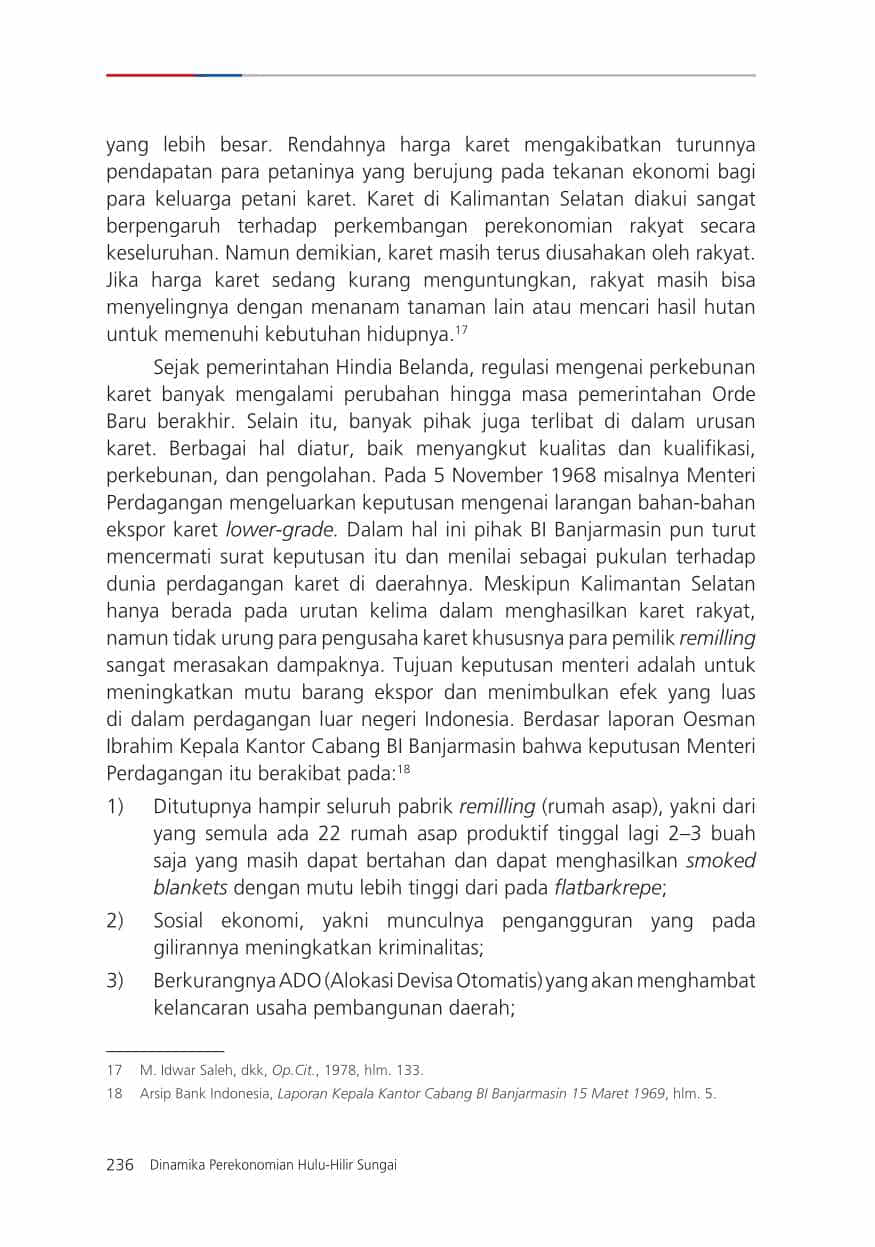 yang lebih besar. Rendahnya harga karet mengakibatkan turunnya
pendapatan para petaninya yang berujung pada tekanan ekonomi bagi
para keluarga petani karet. Karet di Kalimantan Selatan diakui sangat
berpengaruh terhadap perkembangan perekonomian rakyat secara
keseluruhan. Namun demikian, karet masih terus diusahakan oleh rakyat.
Jika harga karet sedang kurang menguntungkan, rakyat masih bisa
menyelingnya dengan menanam tanaman lain atau mencari hasil hutan
untuk memenuhi kebutuhan hidupnya.17
Sejak pemerintahan Hindia Belanda, regulasi mengenai perkebunan
karet banyak mengalami perubahan hingga masa pemerintahan Orde
Baru berakhir. Selain itu, banyak pihak juga terlibat di dalam urusan
karet. Berbagai hal diatur, baik menyangkut kualitas dan kualifikasi,
perkebunan, dan pengolahan. Pada 5 November 1968 misalnya Menteri
Perdagangan mengeluarkan keputusan mengenai larangan bahan-bahan
ekspor karet lower-grade. Dalam hal ini pihak BI Banjarmasin pun turut
mencermati surat keputusan itu dan menilai sebagai pukulan terhadap
dunia perdagangan karet di daerahnya. Meskipun Kalimantan Selatan
hanya berada pada urutan kelima dalam menghasilkan karet rakyat,
namun tidak urung para pengusaha karet khususnya para pemilik remilling
sangat merasakan dampaknya. Tujuan keputusan menteri adalah untuk
meningkatkan mutu barang ekspor dan menimbulkan efek yang luas
di dalam perdagangan luar negeri Indonesia. Berdasar laporan Oesman
Ibrahim Kepala Kantor Cabang BI Banjarmasin bahwa keputusan Menteri
Perdagangan itu berakibat pada:18
1) Ditutupnya hampir seluruh pabrik remilling (rumah asap), yakni dari
yang semula ada 22 rumah asap produktif tinggal lagi 2–3 buah
saja yang masih dapat bertahan dan dapat menghasilkan smoked
blankets dengan mutu lebih tinggi dari pada flatbarkrepe;
2) Sosial ekonomi, yakni munculnya pengangguran yang pada
gilirannya meningkatkan kriminalitas;
3) Berkurangnya ADO (Alokasi Devisa Otomatis) yang akan menghambat
kelancaran usaha pembangunan daerah;
17 M. Idwar Saleh, dkk, Op.Cit., 1978, hlm. 133.
18 Arsip Bank Indonesia, Laporan Kepala Kantor Cabang BI Banjarmasin 15 Maret 1969, hlm. 5.
236 Dinamika Perekonomian Hulu-Hilir Sungai